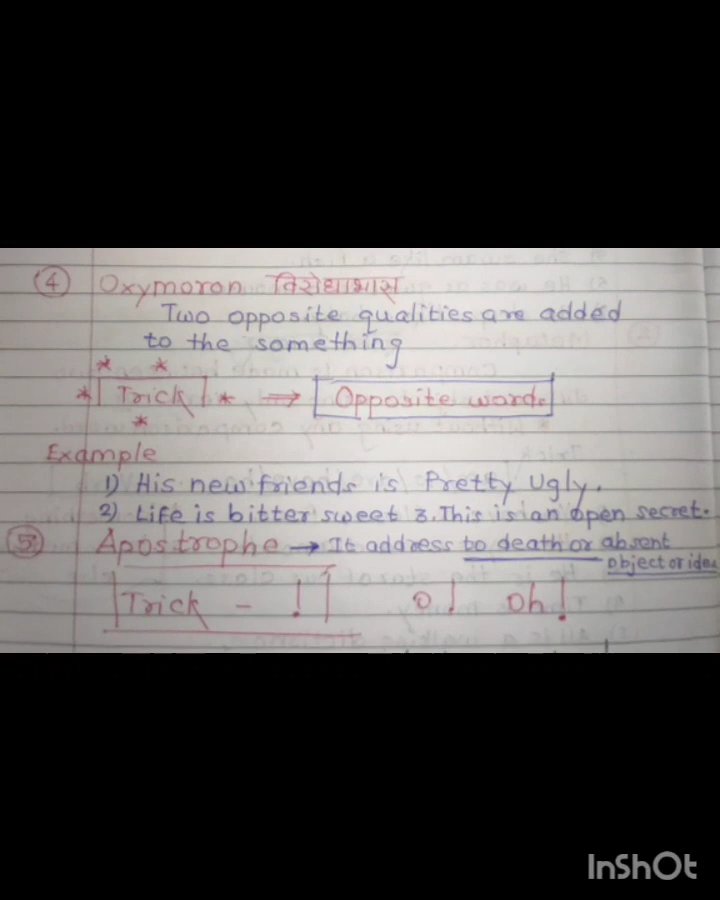 ④ Oxymoron विरोधाभास
Two opposite qualities are added
to the something
* *
* Trick * ⇒ Opposite words
*
Example
1) His new friends is Pretty Ugly.
2) Life is bitter sweet 3. This is an open secret.
⑤ Apostrophe → It address to death or absent
object or idea
Trick - ! O! Oh!
InShOt